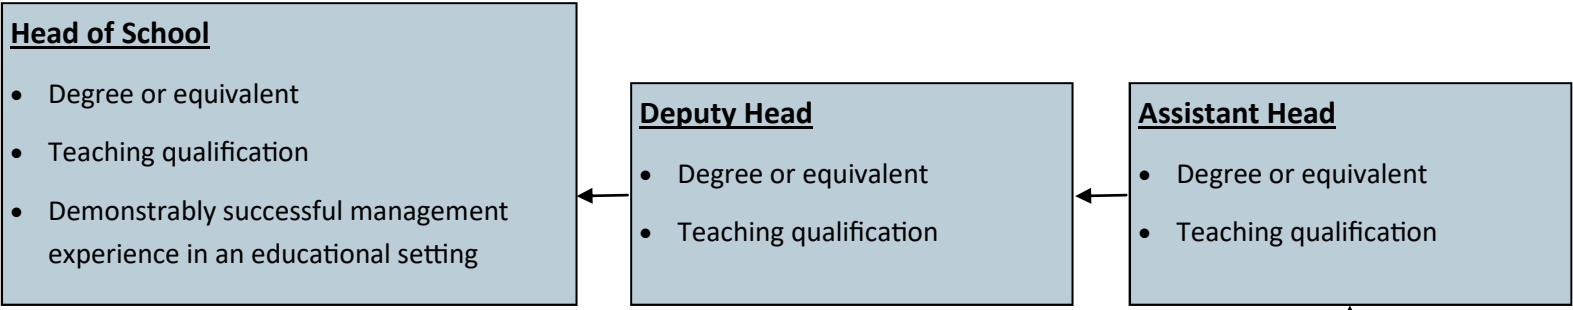 Head of School
• Degree or equivalent
• Teaching qualification
• Demonstrably successful management
experience in an educational setting
Deputy Head
• Degree or equivalent
• Teaching qualification
Assistant Head
• Degree or equivalent
• Teaching qualification